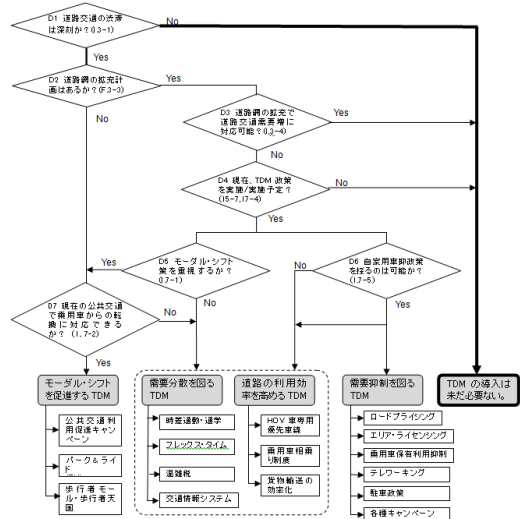 D1 道路交通の渋滞
は深刻か？(I.3-1)
No
Yes
D2 道路網の拡充計
画はあるか？(F.3-3)
Yes
No
D3 道路網の拡充で
道路交通需要増に
対応可能？(I.3-4)
Yes
No
D4 現在、TDM 政策
を実施/実施予定？
(I5-7,I7-4)
No
Yes
D5 モーダル・シフト
策を重視するか？
(I.7-1)
Yes
No
D6 自家用車抑政策
を採るのは可能か？
(I.7-5)
No
Yes
D7 現在の公共交通
で乗用車からの転
換に対応できる
か？ (I.7-2)
No
Yes
モーダル・シフト
を促進する TDM
需要分散を図る
TDM
道路の利用効
率を高める TDM
需要抑制を図る
TDM
TDM の導入は
未だ必要ない。
公共交通利
用促進キャン
ペーン
パーク＆ライ
ド
歩行者モー
ル・歩行者天
国
時差通勤・通学
フレックス・タイム
混雑税
交通情報システム
HOV 車専用
優先車線
乗用車相乗
り制度
貨物輸送の
効率化
ロードプライシング
エリア・ライセンシング
乗用車保有利用抑制
テレワーキング
駐車政策
各種キャンペーン